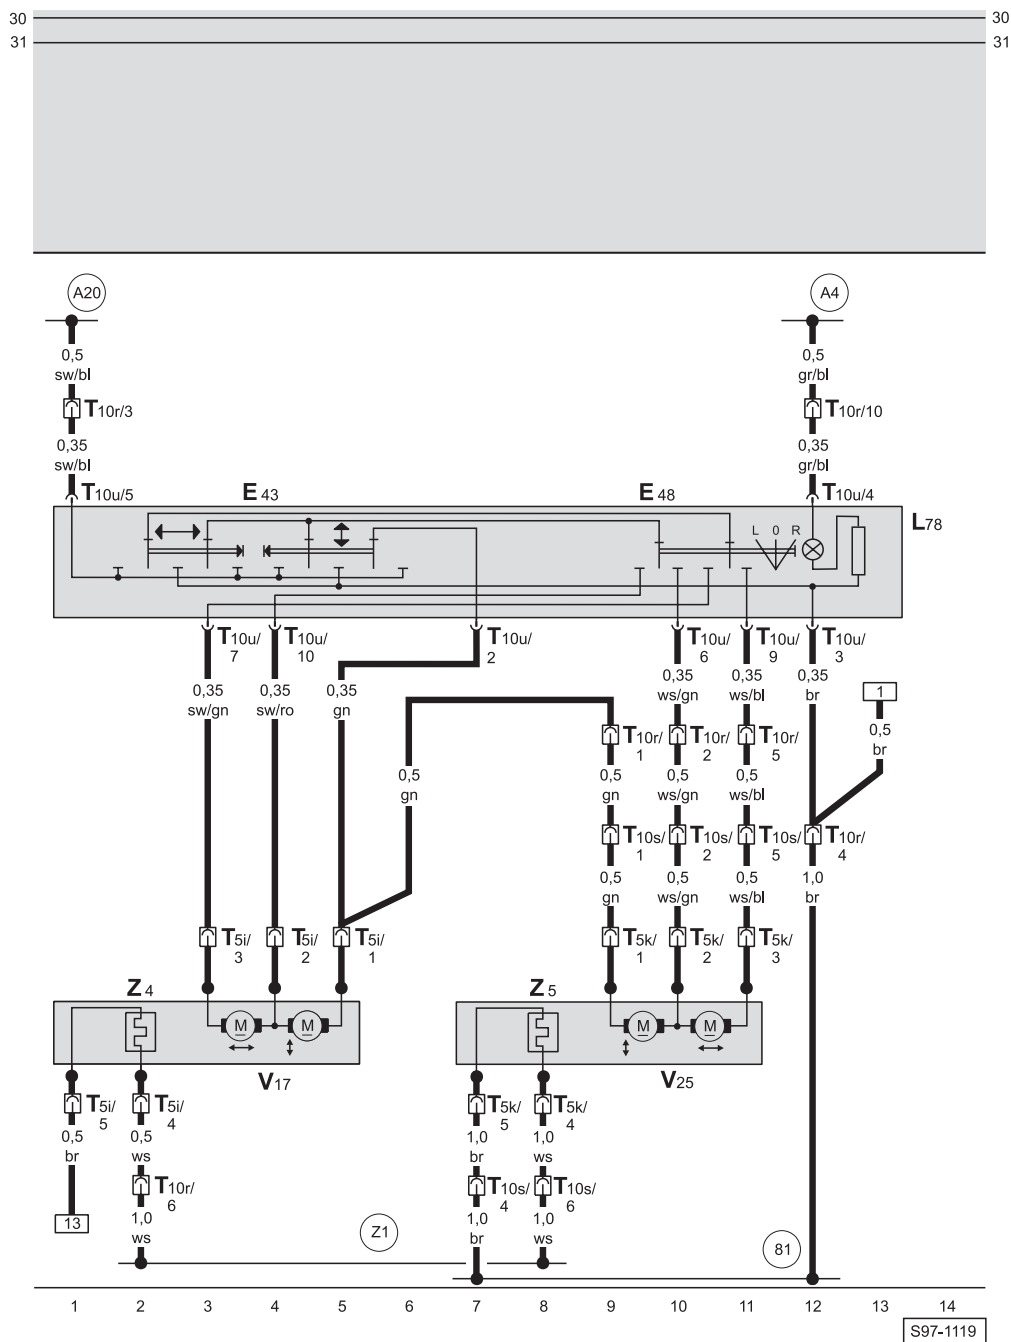 30 30
31 31
A20 A4
0,5 0,5
sw/bl gr/bl
T10r/3 T10r/10
0,35 0,35
sw/bl gr/bl
T10u/5 E43 E48 T10u/4
L78
L 0 R
T10u/ T10u/ T10u/ T10u/ T10u/ T10u/
7 10 2 6 9 3
0,35 0,35 0,35 0,35 0,35 0,35
sw/gn sw/ro gn ws/gn ws/bl br
1
0,5
br
T10r/ T10r/ T10r/
1 2 5
0,5 0,5 0,5 0,5
gn gn ws/gn ws/bl
T10s/ T10s/ T10s/ T10r/
1 2 5 4
0,5 0,5 0,5 1,0
gn ws/gn ws/bl br
T5i/ T5i/ T5i/ T5k/ T5k/ T5k/
3 2 1 1 2 3
Z4 Z5
M M M M
V17 V25
T5i/ T5i/ T5k/ T5k/
5 4 5 4
0,5 0,5 1,0 1,0
br ws br ws
T10r/ T10s/ T10s/
6 4 6
13 1,0 1,0 1,0
ws br ws
Z1 81
1 2 3 4 5 6 7 8 9 10 11 12 13 14
S97-1119